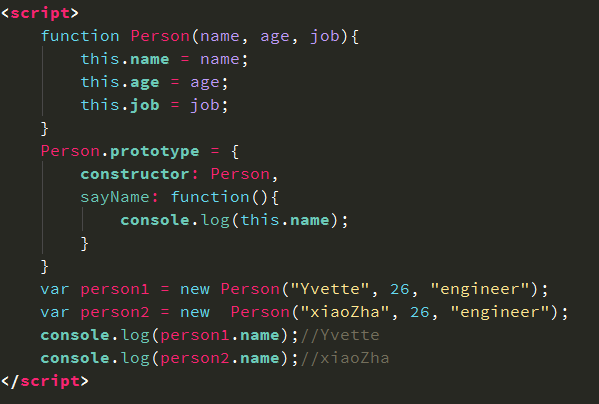 <script>
function Person(name, age, job){
this.name = name;
this.age = age;
this.job = job;
}
Person.prototype = {
constructor: Person,
sayName: function(){
console.log(this.name);
}
}
var person1 = new Person("Yvette", 26, "engineer");
var person2 = new  Person("xiaoZha", 26, "engineer");
console.log(person1.name);//Yvette
console.log(person2.name);//xiaoZha
</script>